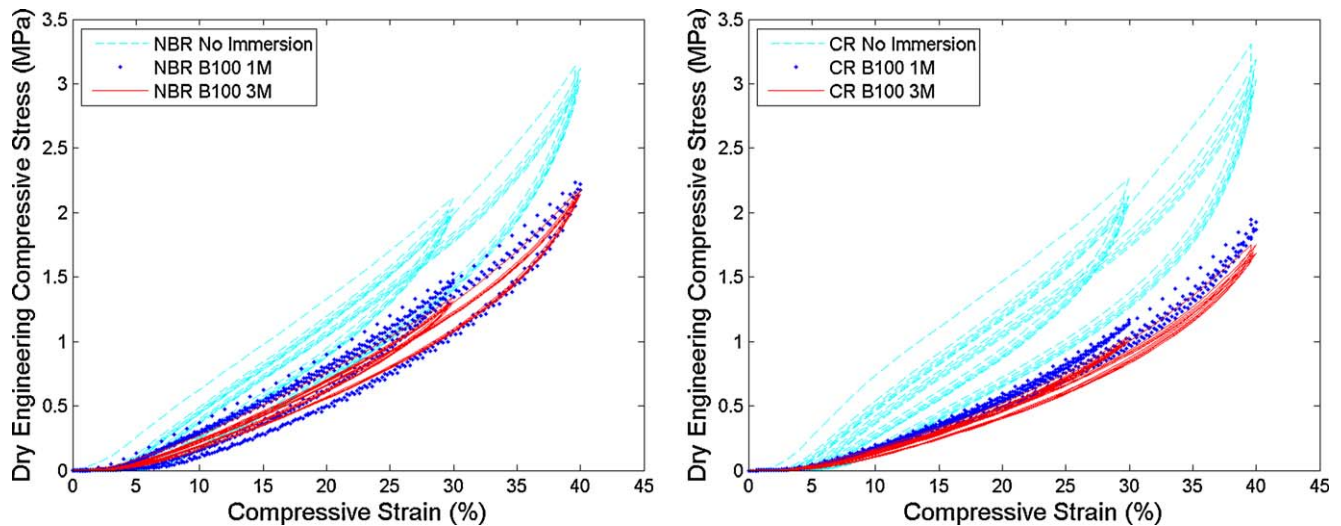 3.5
3
2.5
2
1.5
1
0.5
0
0 5 10 15 20 25 30 35 40 45
Dry Engineering Compressive Stress (MPa)
Compressive Strain (%)
NBR No Immersion
NBR B100 1M
NBR B100 3M
3.5
3
2.5
2
1.5
1
0.5
0
0 5 10 15 20 25 30 35 40 45
Dry Engineering Compressive Stress (MPa)
Compressive Strain (%)
CR No Immersion
CR B100 1M
CR B100 3M